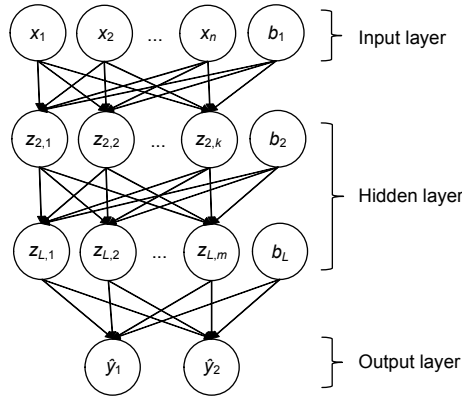 x1 x2 ... xn b1 Input layer
z2,1 z2,2 ... z2,k b2
Hidden layer
zL,1 zL,2 ... zL,m bL
ŷ1 ŷ2 Output layer